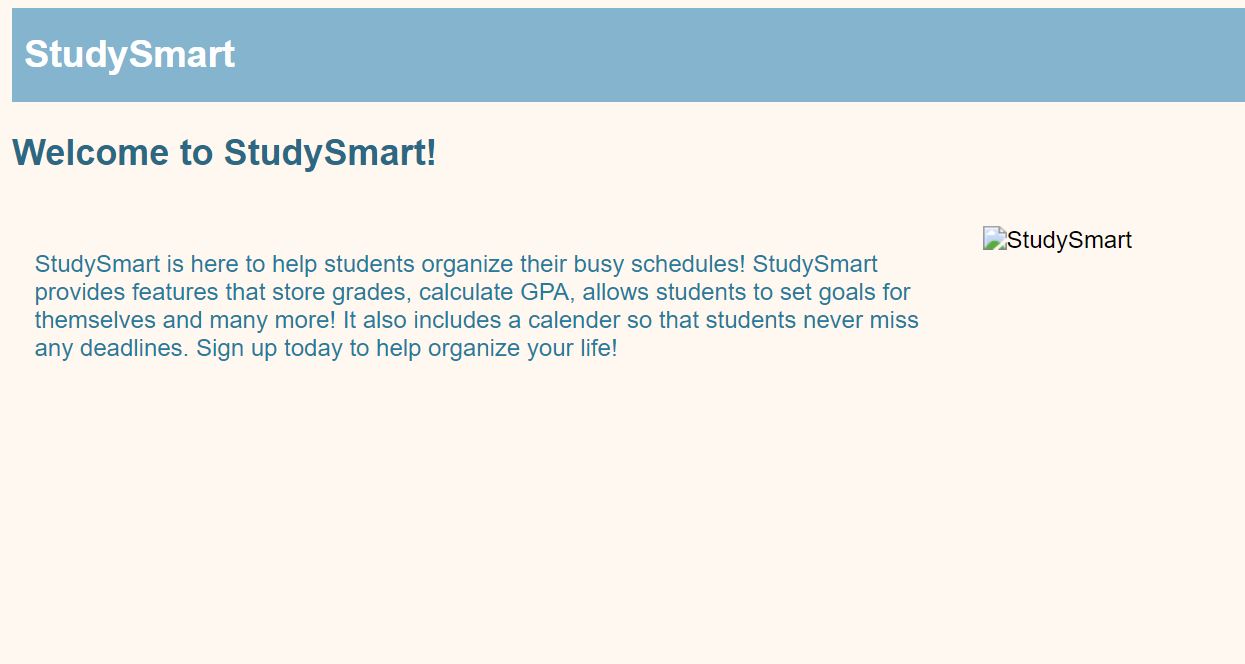 StudySmart
Welcome to StudySmart!
StudySmart
StudySmart is here to help students organize their busy schedules! StudySmart
provides features that store grades, calculate GPA, allows students to set goals for
themselves and many more! It also includes a calender so that students never miss
any deadlines. Sign up today to help organize your life!